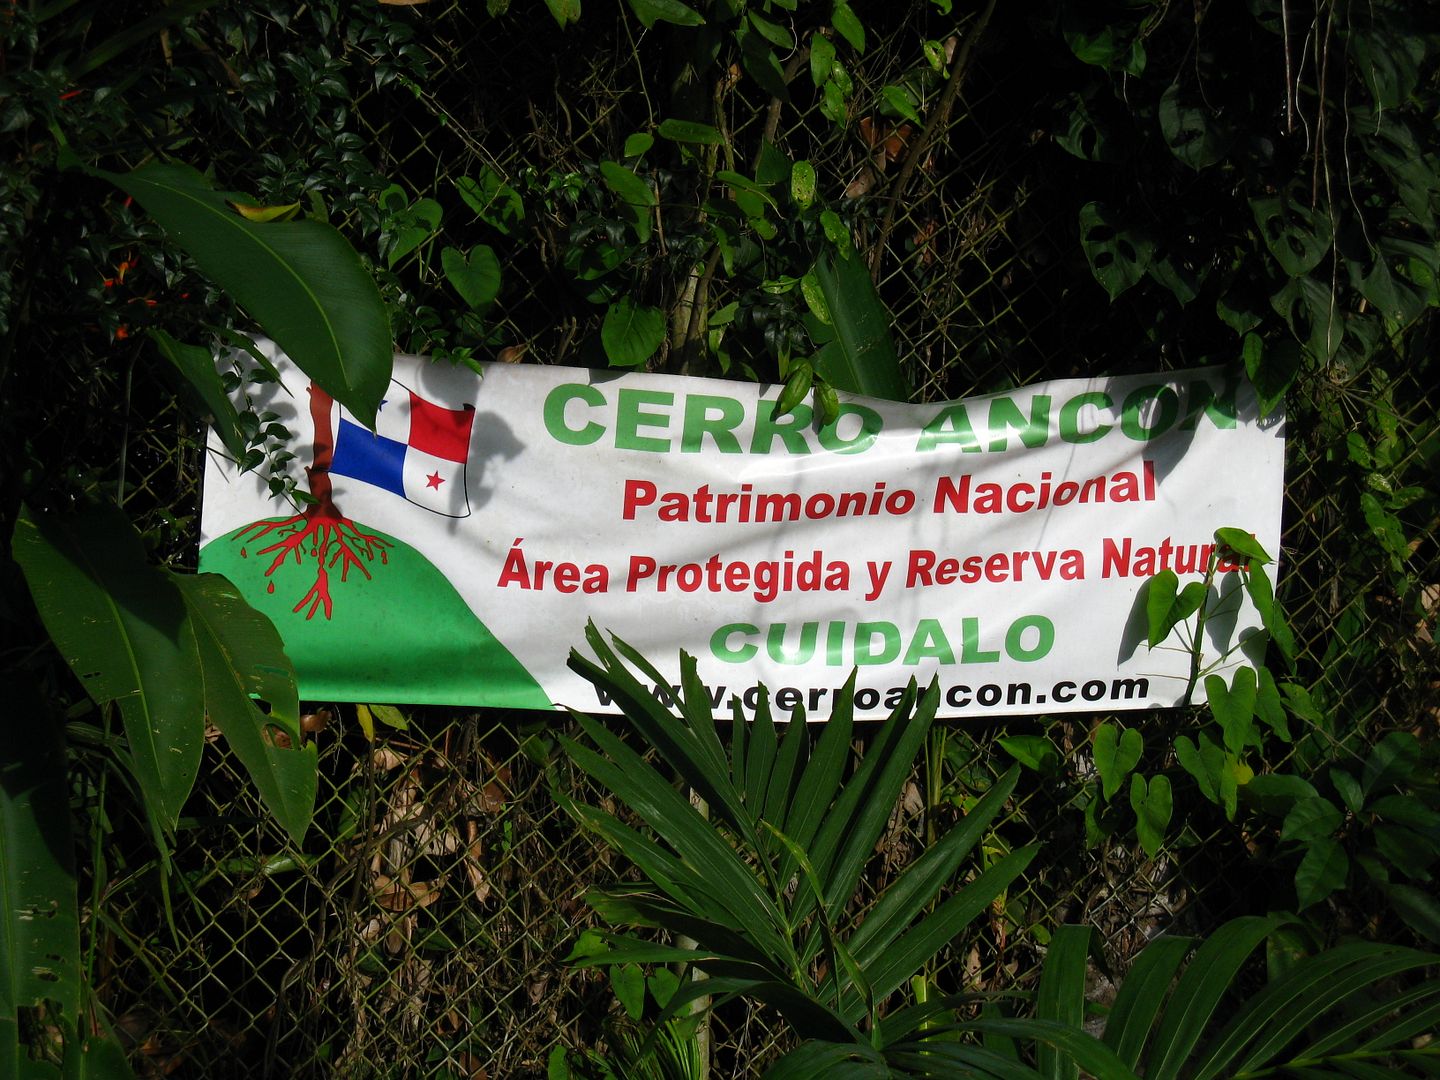 CERRO ANCON
Patrimonio Nacional
Área Protegida y Reserva Natural
CUIDALO
www.cerroancon.com